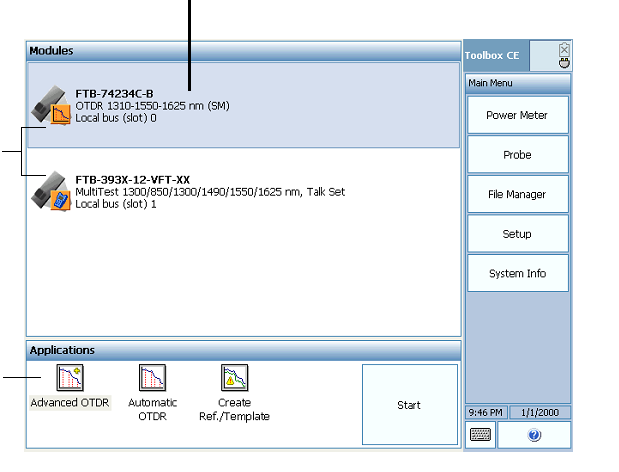 Modules
Toolbox CE
FTB-74234C-B
OTDR 1310-1550-1625 nm (SM)
Local bus (slot) 0
FTB-393X-12-VFT-XX
MultiTest 1300/850/1300/1490/1550/1625 nm, Talk Set
Local bus (slot) 1
Main Menu
Power Meter
Probe
File Manager
Setup
System Info
Applications
Advanced OTDR
Automatic
OTDR
Create
Ref./Template
Start
9:46 PM
1/1/2000